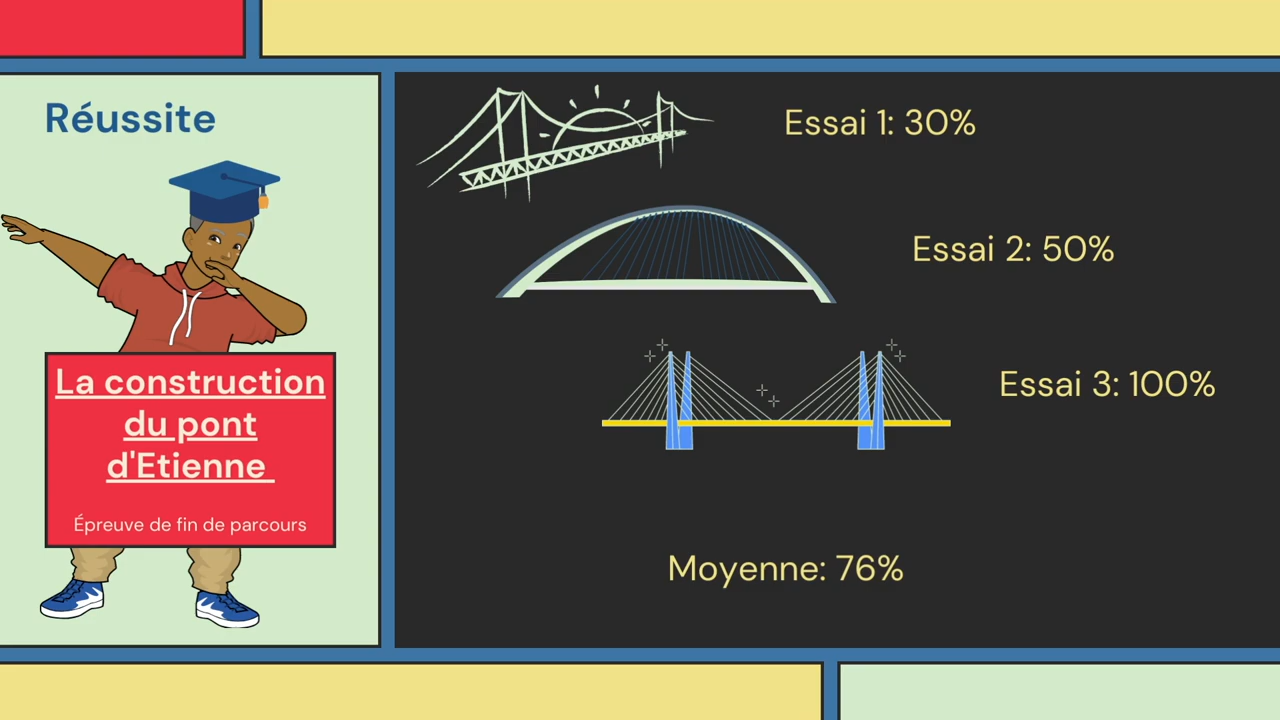 Réussite
La construction
du pont
d'Etienne
Épreuve de fin de parcours
Essai 1: 30%
Essai 2: 50%
Essai 3: 100%
Moyenne: 76%